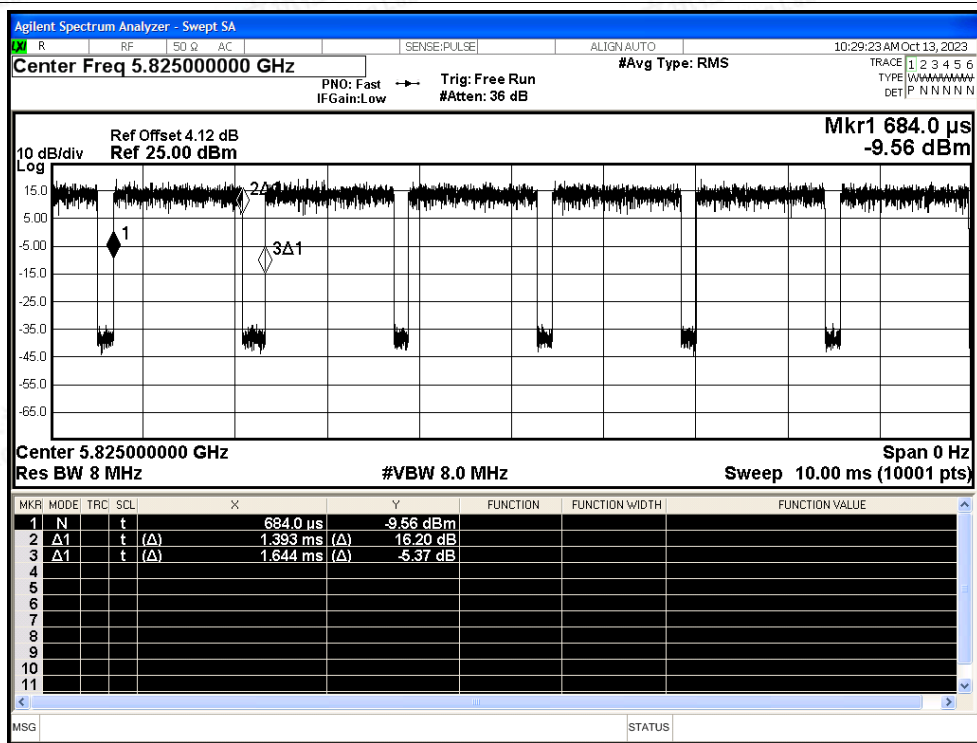 Agilent Spectrum Analyzer - Swept SA
LXI R RF 50 Ω AC SENSE:PULSE ALIGN AUTO 10:29:23 AM Oct 13, 2023
Center Freq 5.825000000 GHz
PNO: Fast
IFGain:Low
Trig: Free Run
#Atten: 36 dB
#Avg Type: RMS
TRACE 1 2 3 4 5 6
TYPE
DET P N N N N N
Mkr1 684.0 µs
-9.56 dBm
10 dB/div
Log
Ref Offset 4.12 dB
Ref 25.00 dBm
15.0
5.00
-5.00
-15.0
-25.0
-35.0
-45.0
-55.0
-65.0
1
3Δ1
Center 5.825000000 GHz
Span 0 Hz
Res BW 8 MHz
#VBW 8.0 MHz
Sweep 10.00 ms (10001 pts)
MKR MODE TRC SCL X Y FUNCTION FUNCTION WIDTH FUNCTION VALUE
1 N t 684.0 µs -9.56 dBm
2 Δ1 t (Δ) 1.393 ms (Δ) 16.20 dB
3 Δ1 t (Δ) 1.644 ms (Δ) -5.37 dB
4
5
6
7
8
9
10
11
MSG
STATUS